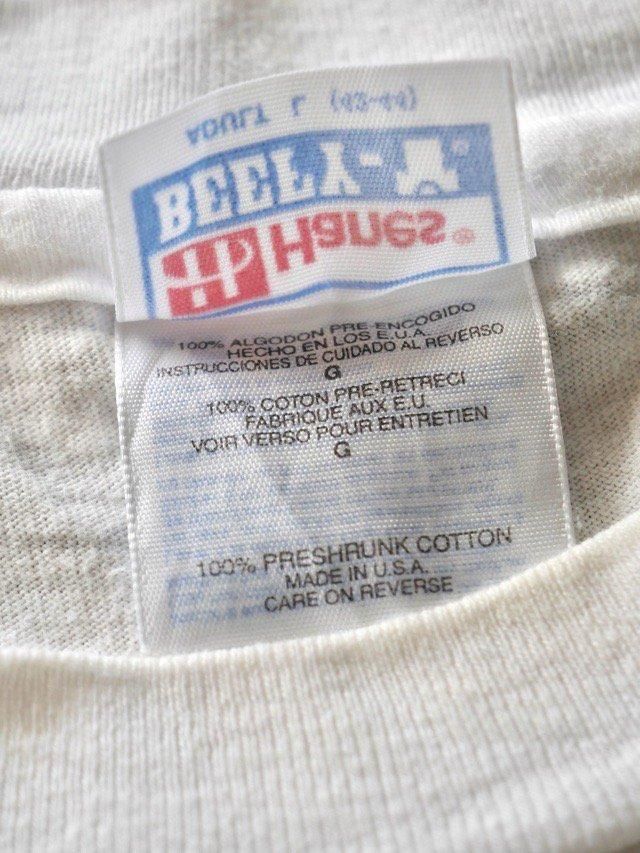 ADULT L (42-44)
BEEFY-T®
Hanes®
100% ALGODON PRE-ENCOGIDO
HECHO EN LOS E.U.A.
INSTRUCCIONES DE CUIDADO AL REVERSO
G
100% COTON PRE-RETRECI
FABRIQUE AUX E.U.
VOIR VERSO POUR ENTRETIEN
G
100% PRESHRUNK COTTON
MADE IN U.S.A.
CARE ON REVERSE